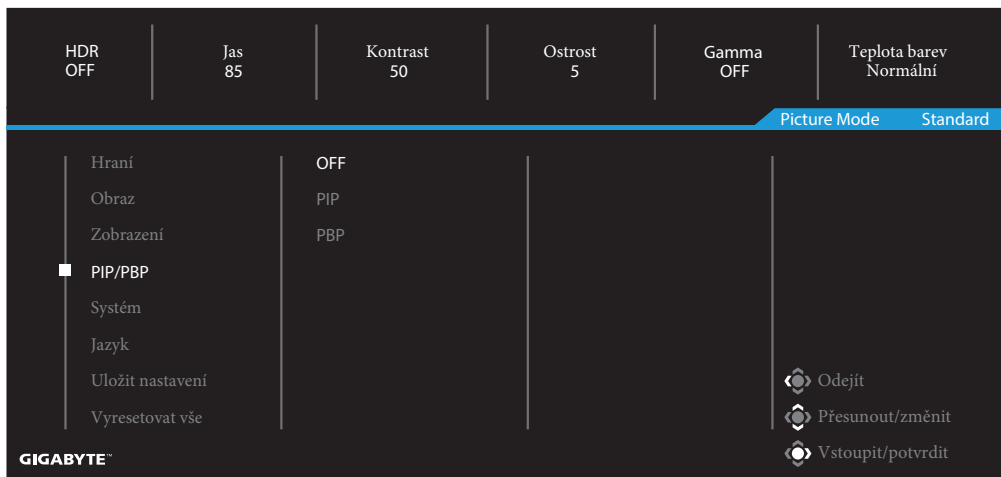 HDR Jas Kontrast Ostrost Gamma Teplota barev
OFF 85 50 5 OFF Normální
Picture Mode Standard
Hraní OFF
Obraz PIP
Zobrazení PBP
PIP/PBP
Systém
Jazyk
Uložit nastavení Odejít
Vyresetovat vše Přesunout/změnit
GIGABYTE™ Vstoupit/potvrdit